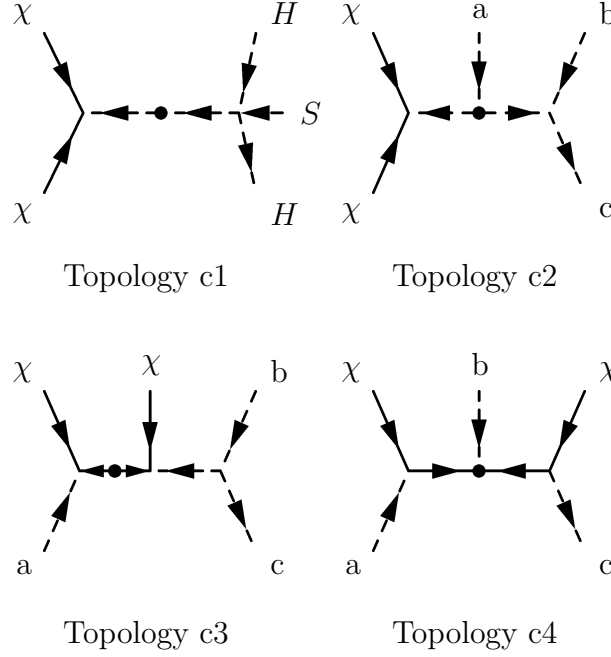 χ H χ a b
S
χ H χ c
Topology c1 Topology c2
χ χ b χ b χ
a c a c
Topology c3 Topology c4